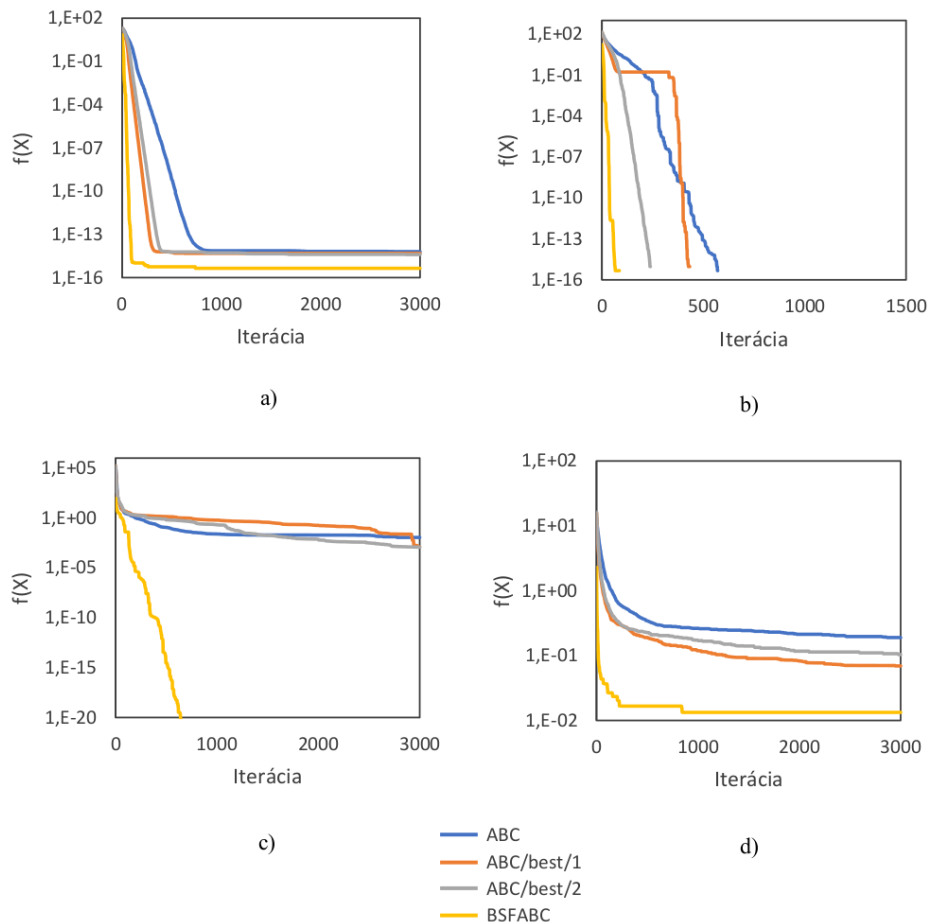 1,E+02
1,E-01
1,E-04
1,E-07
1,E-10
1,E-13
1,E-16
f(X)
0 1000 2000 3000
Iterácia
a)
1,E+02
1,E-01
1,E-04
1,E-07
1,E-10
1,E-13
1,E-16
f(X)
0 500 1000 1500
Iterácia
b)
1,E+05
1,E+00
1,E-05
1,E-10
1,E-15
1,E-20
f(X)
0 1000 2000 3000
Iterácia
c)
1,E+02
1,E+01
1,E+00
1,E-01
1,E-02
f(X)
0 1000 2000 3000
Iterácia
d)
ABC
ABC/best/1
ABC/best/2
BSFABC